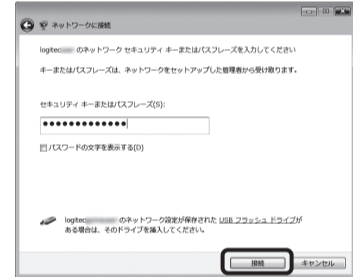 ネットワークに接続
logitec のネットワーク セキュリティ キーまたはパスフレーズを入力してください
キーまたはパスフレーズは、ネットワークをセットアップした管理者から受け取ります。
セキュリティ キーまたはパスフレーズ(S):
●●●●●●●●●●●●●
パスワードの文字を表示する(D)
logitec のネットワーク設定が保存された USB フラッシュ ドライブが
ある場合は、そのドライブを挿入してください。
接続 キャンセル